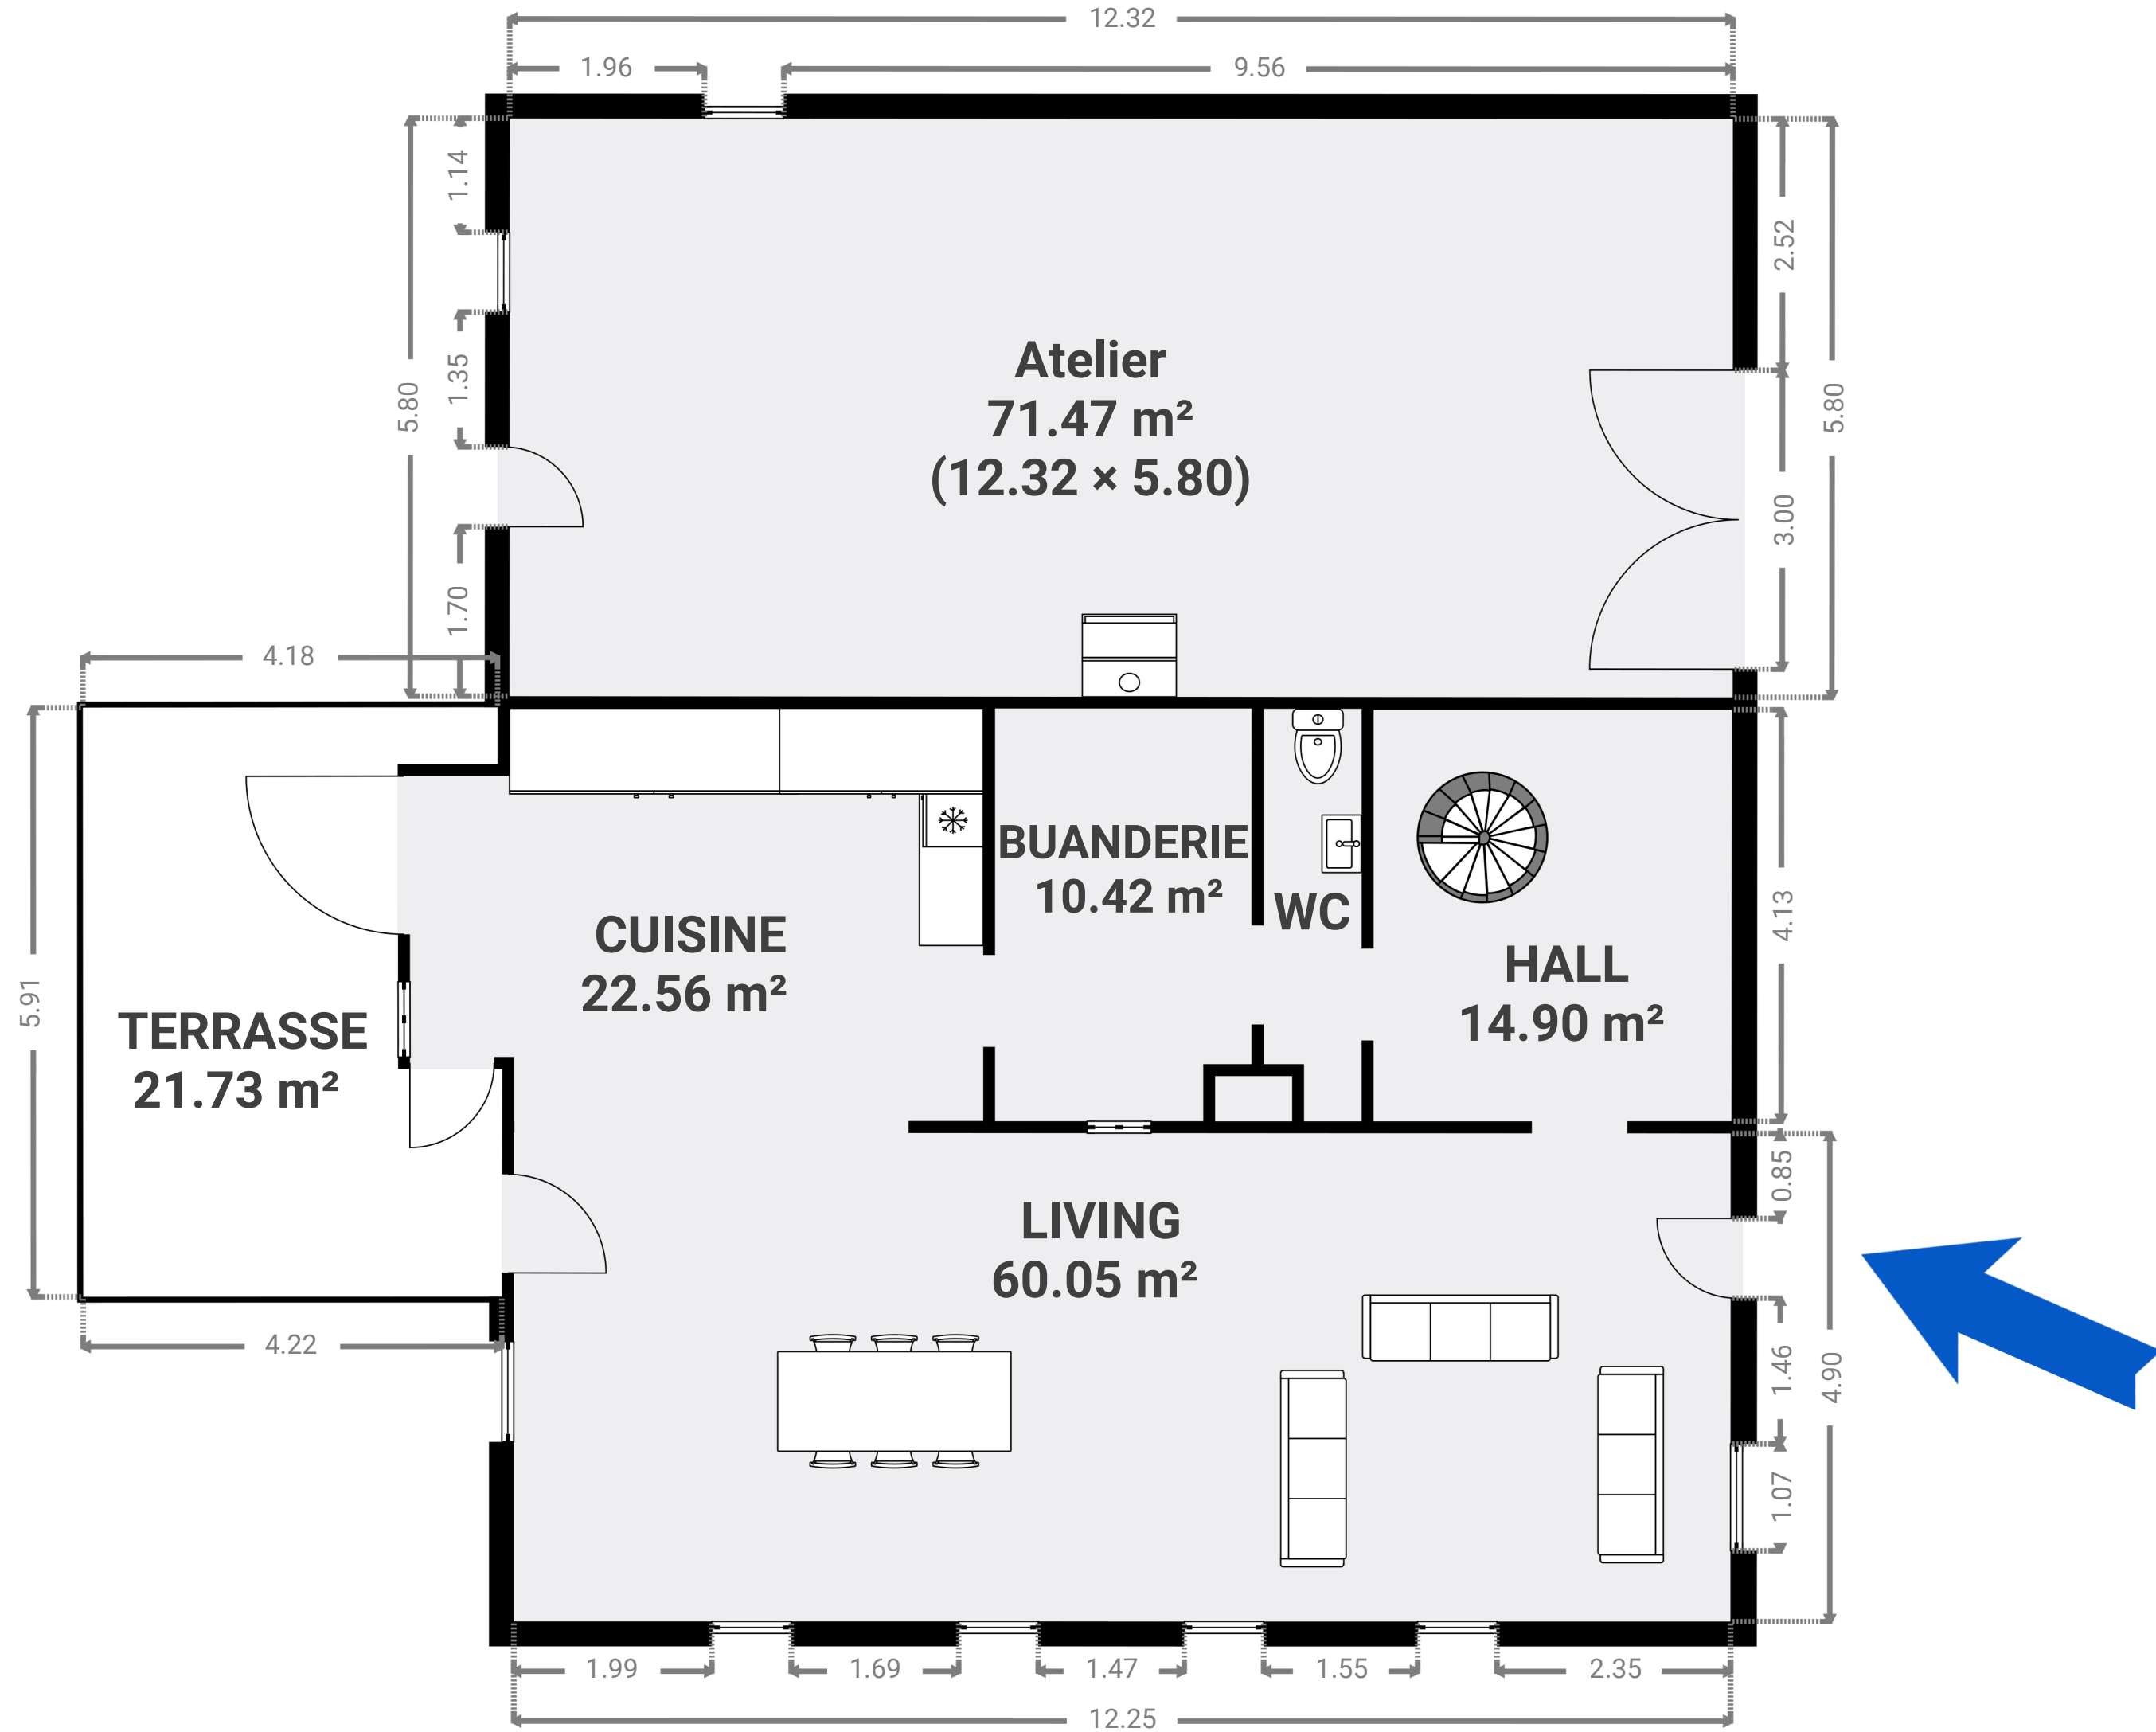 12.32
1.96
9.56
1.14
2.52
1.35
5.80
5.80
Atelier
71.47 m²
(12.32 × 5.80)
3.00
1.70
4.18
BUANDERIE
10.42 m²
WC
4.13
CUISINE
22.56 m²
HALL
14.90 m²
5.91
TERRASSE
21.73 m²
0.85
LIVING
60.05 m²
4.22
1.46
4.90
1.07
1.99
1.69
1.47
1.55
2.35
12.25